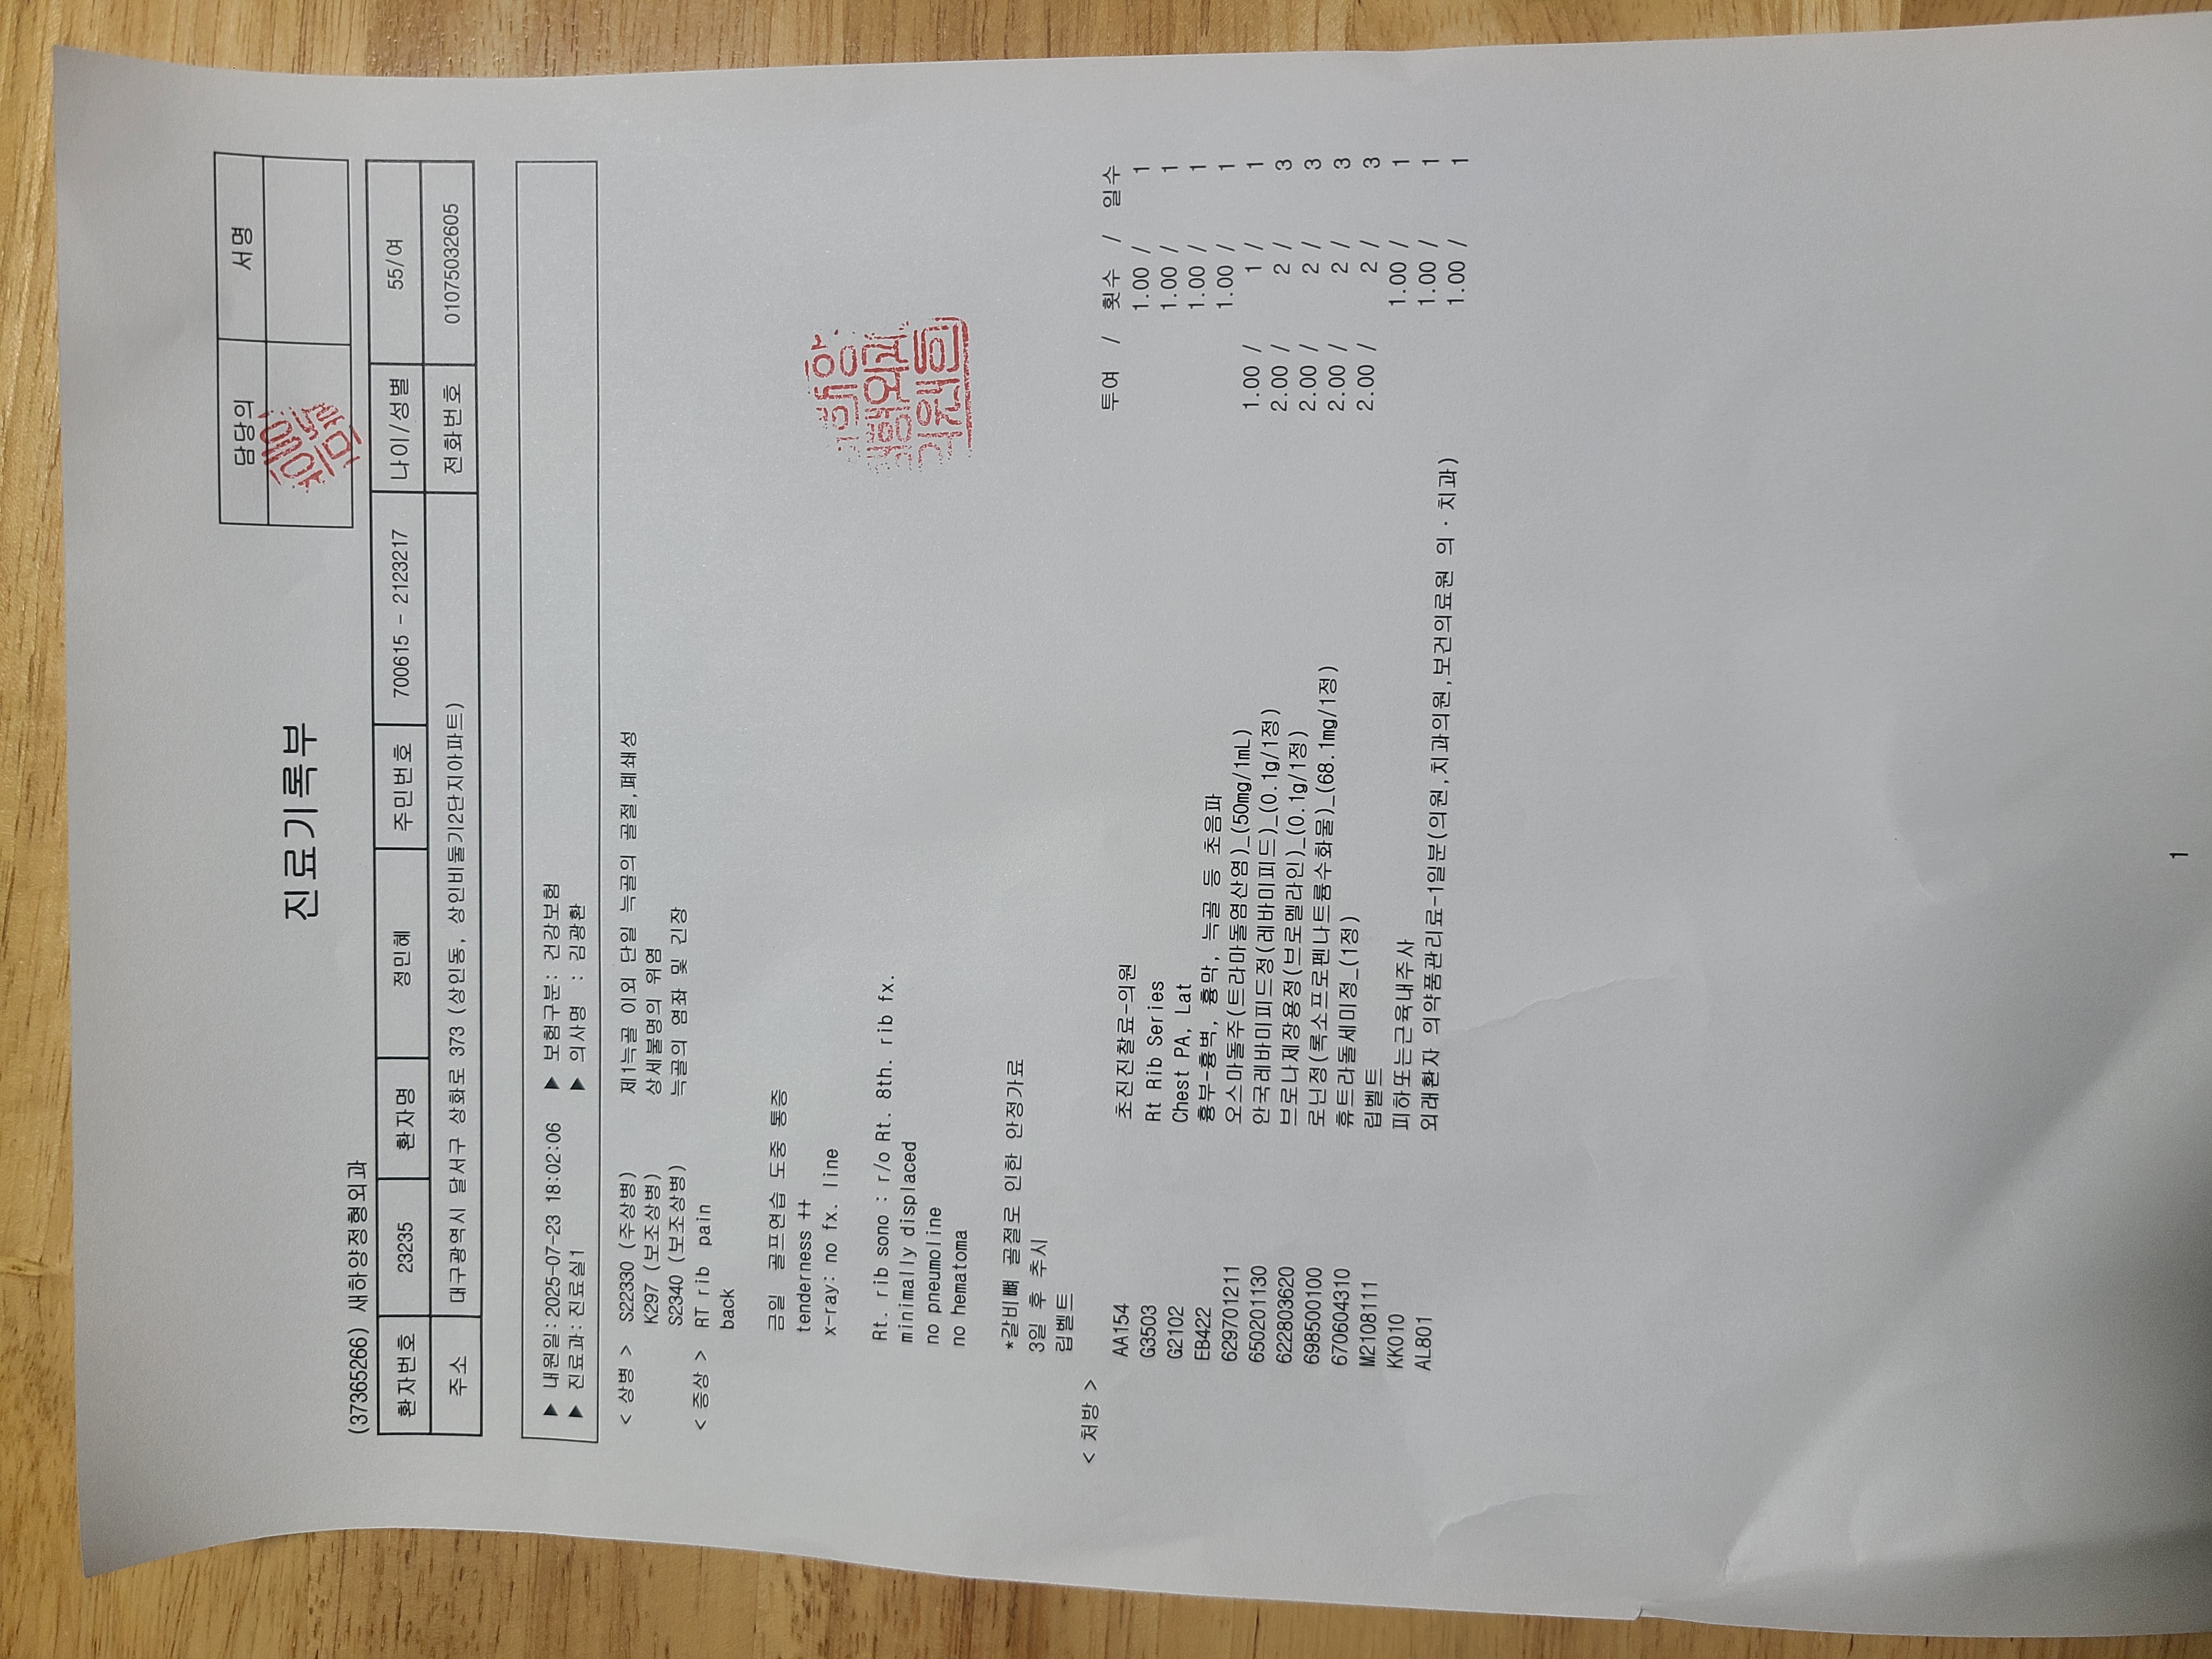 담당의 서명
진료기록부
(37365266) 새하양정형외과
환자번호 23235 환자명 정민혜 주민번호 700615 - 2123217 나이/성별 55/여
주소 대구광역시 달서구 상화로 373 (상인동, 상인비둘기2단지아파트) 전화번호 01075032605
▶ 내원일:2025-07-23 18:02:06 ▶ 보험구분: 건강보험
▶ 진료과: 진료실1 ▶ 의사명 : 김광환
< 상병 > S22330 (주상병) 제1늑골 이외 단일 늑골의 골절,폐쇄성
K297 (보조상병) 상세불명의 위염
S2340 (보조상병) 늑골의 염좌 및 긴장
< 증상 > RT rib pain
back
금일 골프연습 도중 통증
tenderness ++
x-ray: no fx. line
Rt. rib sono : r/o Rt. 8th. rib fx.
minimally displaced
no pneumoline
no hematoma
*갈비뼈 골절로 인한 안정가료
3일 후 추시
립벨트
< 처방 > 투여 / 횟수 / 일수
AA154 초진진찰료-의원 1.00 / 1
G3503 Rt Rib Series 1.00 / 1
G2102 Chest PA, Lat 1.00 / 1
EB422 흉부-흉벽, 흉막, 늑골 등 초음파 1.00 / 1
629701211 오스마돌주(트라마돌염산염)_(50mg/1mL) 1.00 / 1 / 1
650201130 안국레바미피드정(레바미피드)_(0.1g/1정) 2.00 / 2 / 3
622803620 브로나제장용정(브로멜라인)_(0.1g/1정) 2.00 / 2 / 3
698500100 로닌정(록소프로펜나트륨수화물)_(68.1mg/1정) 2.00 / 2 / 3
670604310 휴트라돌세미정_(1정) 2.00 / 2 / 3
M2108111 립벨트 1.00 / 1
KK010 피하또는근육내주사 1.00 / 1
AL801 외래환자 의약품관리료-1일분(의원,치과의원,보건의료원 의·치과) 1.00 / 1
1